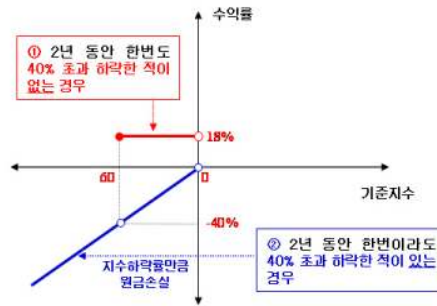 수익률
① 2년 동안 한번도
40% 초과 하락한 적이
없는 경우
18%
60
0
기준지수
-40%
② 2년 동안 한번이라도
40% 초과 하락한 적이 있는
경우
지수하락률만큼
원금손실